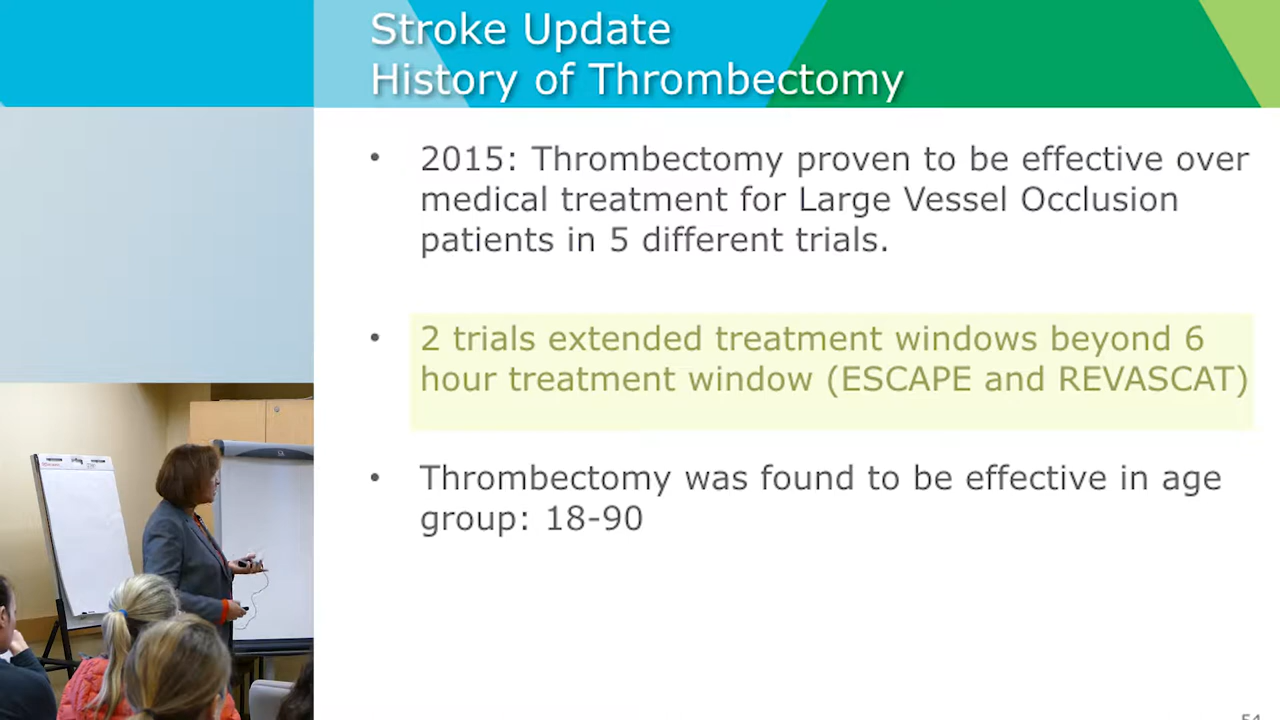 Stroke Update
History of Thrombectomy
• 2015: Thrombectomy proven to be effective over
medical treatment for Large Vessel Occlusion
patients in 5 different trials.
• 2 trials extended treatment windows beyond 6
hour treatment window (ESCAPE and REVASCAT)
• Thrombectomy was found to be effective in age
group: 18-90